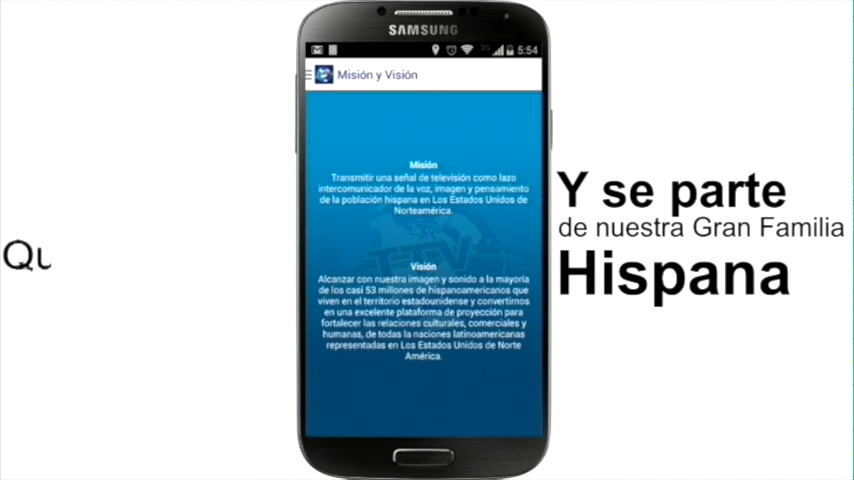 SAMSUNG
3G 5:54
Misión y Visión
Misión
Transmitir una señal de televisión como lazo
intercomunicador de la voz, imagen y pensamiento
de la población hispana en Los Estados Unidos de
Norteamérica.
Visión
Alcanzar con nuestra imagen y sonido a la mayoría
de los casi 53 millones de hispanoamericanos que
viven en el territorio estadounidense y convertirnos
en una excelente plataforma de proyección para
fortalecer las relaciones culturales, comerciales y
humanas, de todas la naciones latinoamericanas
representadas en Los Estados Unidos de Norte
América.
Y se parte
de nuestra Gran Familia
Hispana